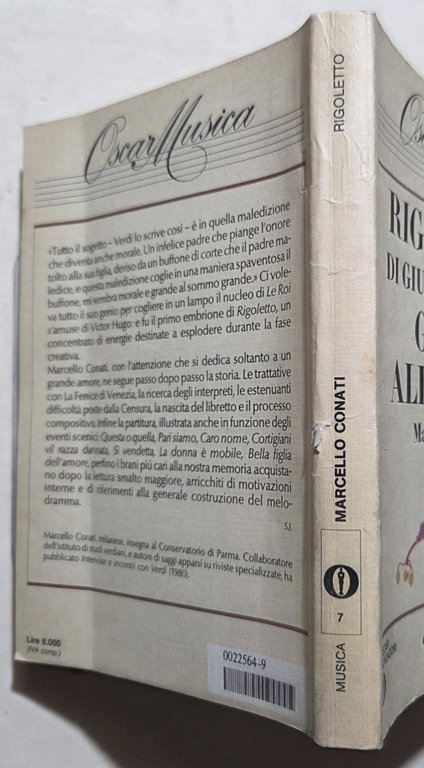 Oscar Musica
«Tutto il sogetto – Verdi lo scrive così – è in quella maledizione
che diventa anche morale. Un infelice padre che piange l'onore
tolto alla sua figlia, deriso da un buffone di corte che il padre ma-
ledice, e questa maledizione coglie in una maniera spaventosa il
buffone, mi sembra morale e grande al sommo grande.» Ci vole-
va tutto il suo genio per cogliere in un lampo il nucleo di Le Roi
s'amuse di Victor Hugo: e fu il primo embrione di Rigoletto, un
concentrato di energie destinate a esplodere durante la fase
creativa.
Marcello Conati, con l'attenzione che si dedica soltanto a un
grande amore, ne segue passo dopo passo la storia. Le trattative
con La Fenice di Venezia, la ricerca degli interpreti, le estenuanti
difficoltà poste dalla Censura, la nascita del libretto e il processo
compositivo. Infine la partitura, illustrata anche in funzione degli
eventi scenici: Questa o quella, Pari siamo, Caro nome, Cortigiani
vil razza dannata, Sì vendetta, La donna è mobile, Bella figlia
dell'amore, perfino i brani più cari alla nostra memoria acquista-
no dopo la lettura smalto maggiore, arricchiti di motivazioni
interne e di riferimenti alla generale costruzione del melo-
dramma.
S.J.
Marcello Conati, milanese, insegna al Conservatorio di Parma. Collaboratore
dell'Istituto di studi verdiani, e autore di saggi apparsi su riviste specializzate, ha
pubblicato Interviste e incontri con Verdi (1980).
Lire 8.000
(IVA comp.)
0022564-9
RIGOLETTO
MARCELLO CONATI
7
MUSICA
Os
RIG
DI GIU
G
ALI
Ma